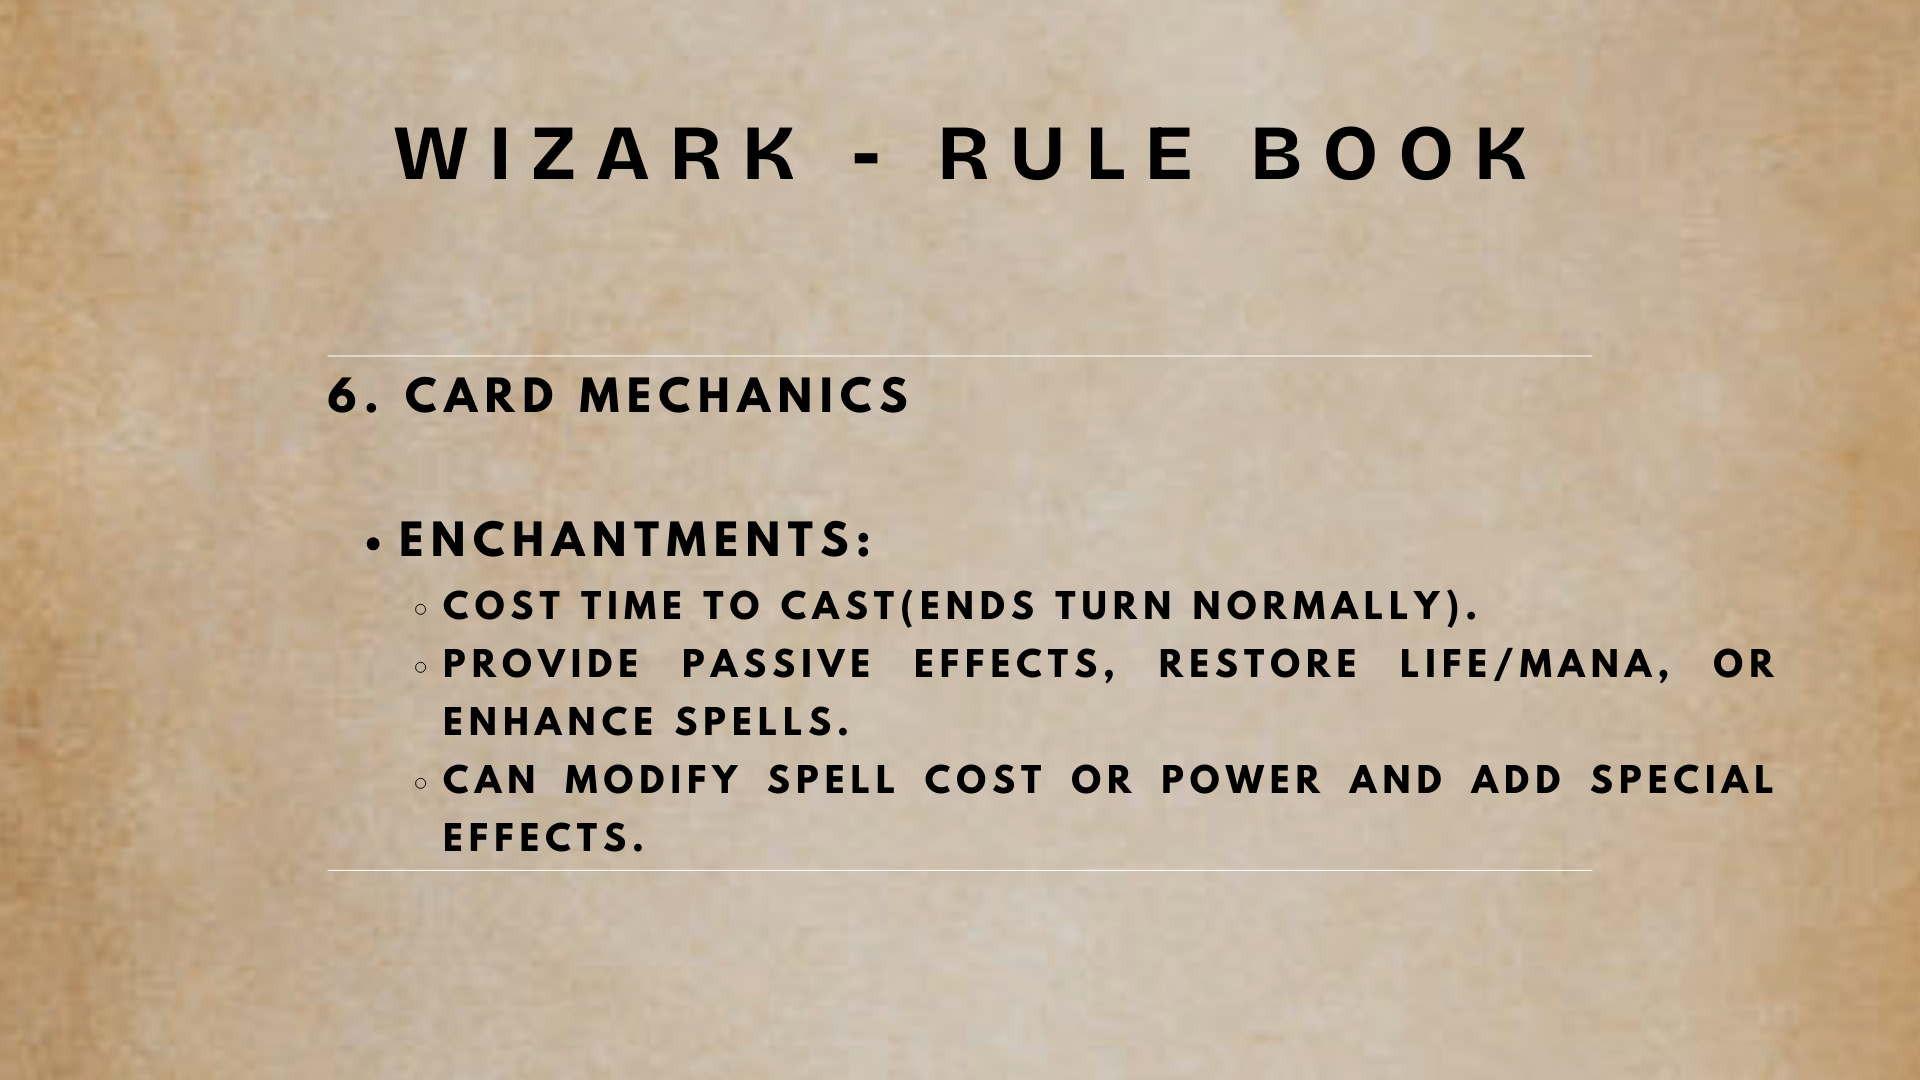 WIZARK - RULE BOOK
6. CARD MECHANICS
• ENCHANTMENTS:
◦ COST TIME TO CAST(ENDS TURN NORMALLY).
◦ PROVIDE PASSIVE EFFECTS, RESTORE LIFE/MANA, OR
ENHANCE SPELLS.
◦ CAN MODIFY SPELL COST OR POWER AND ADD SPECIAL
EFFECTS.